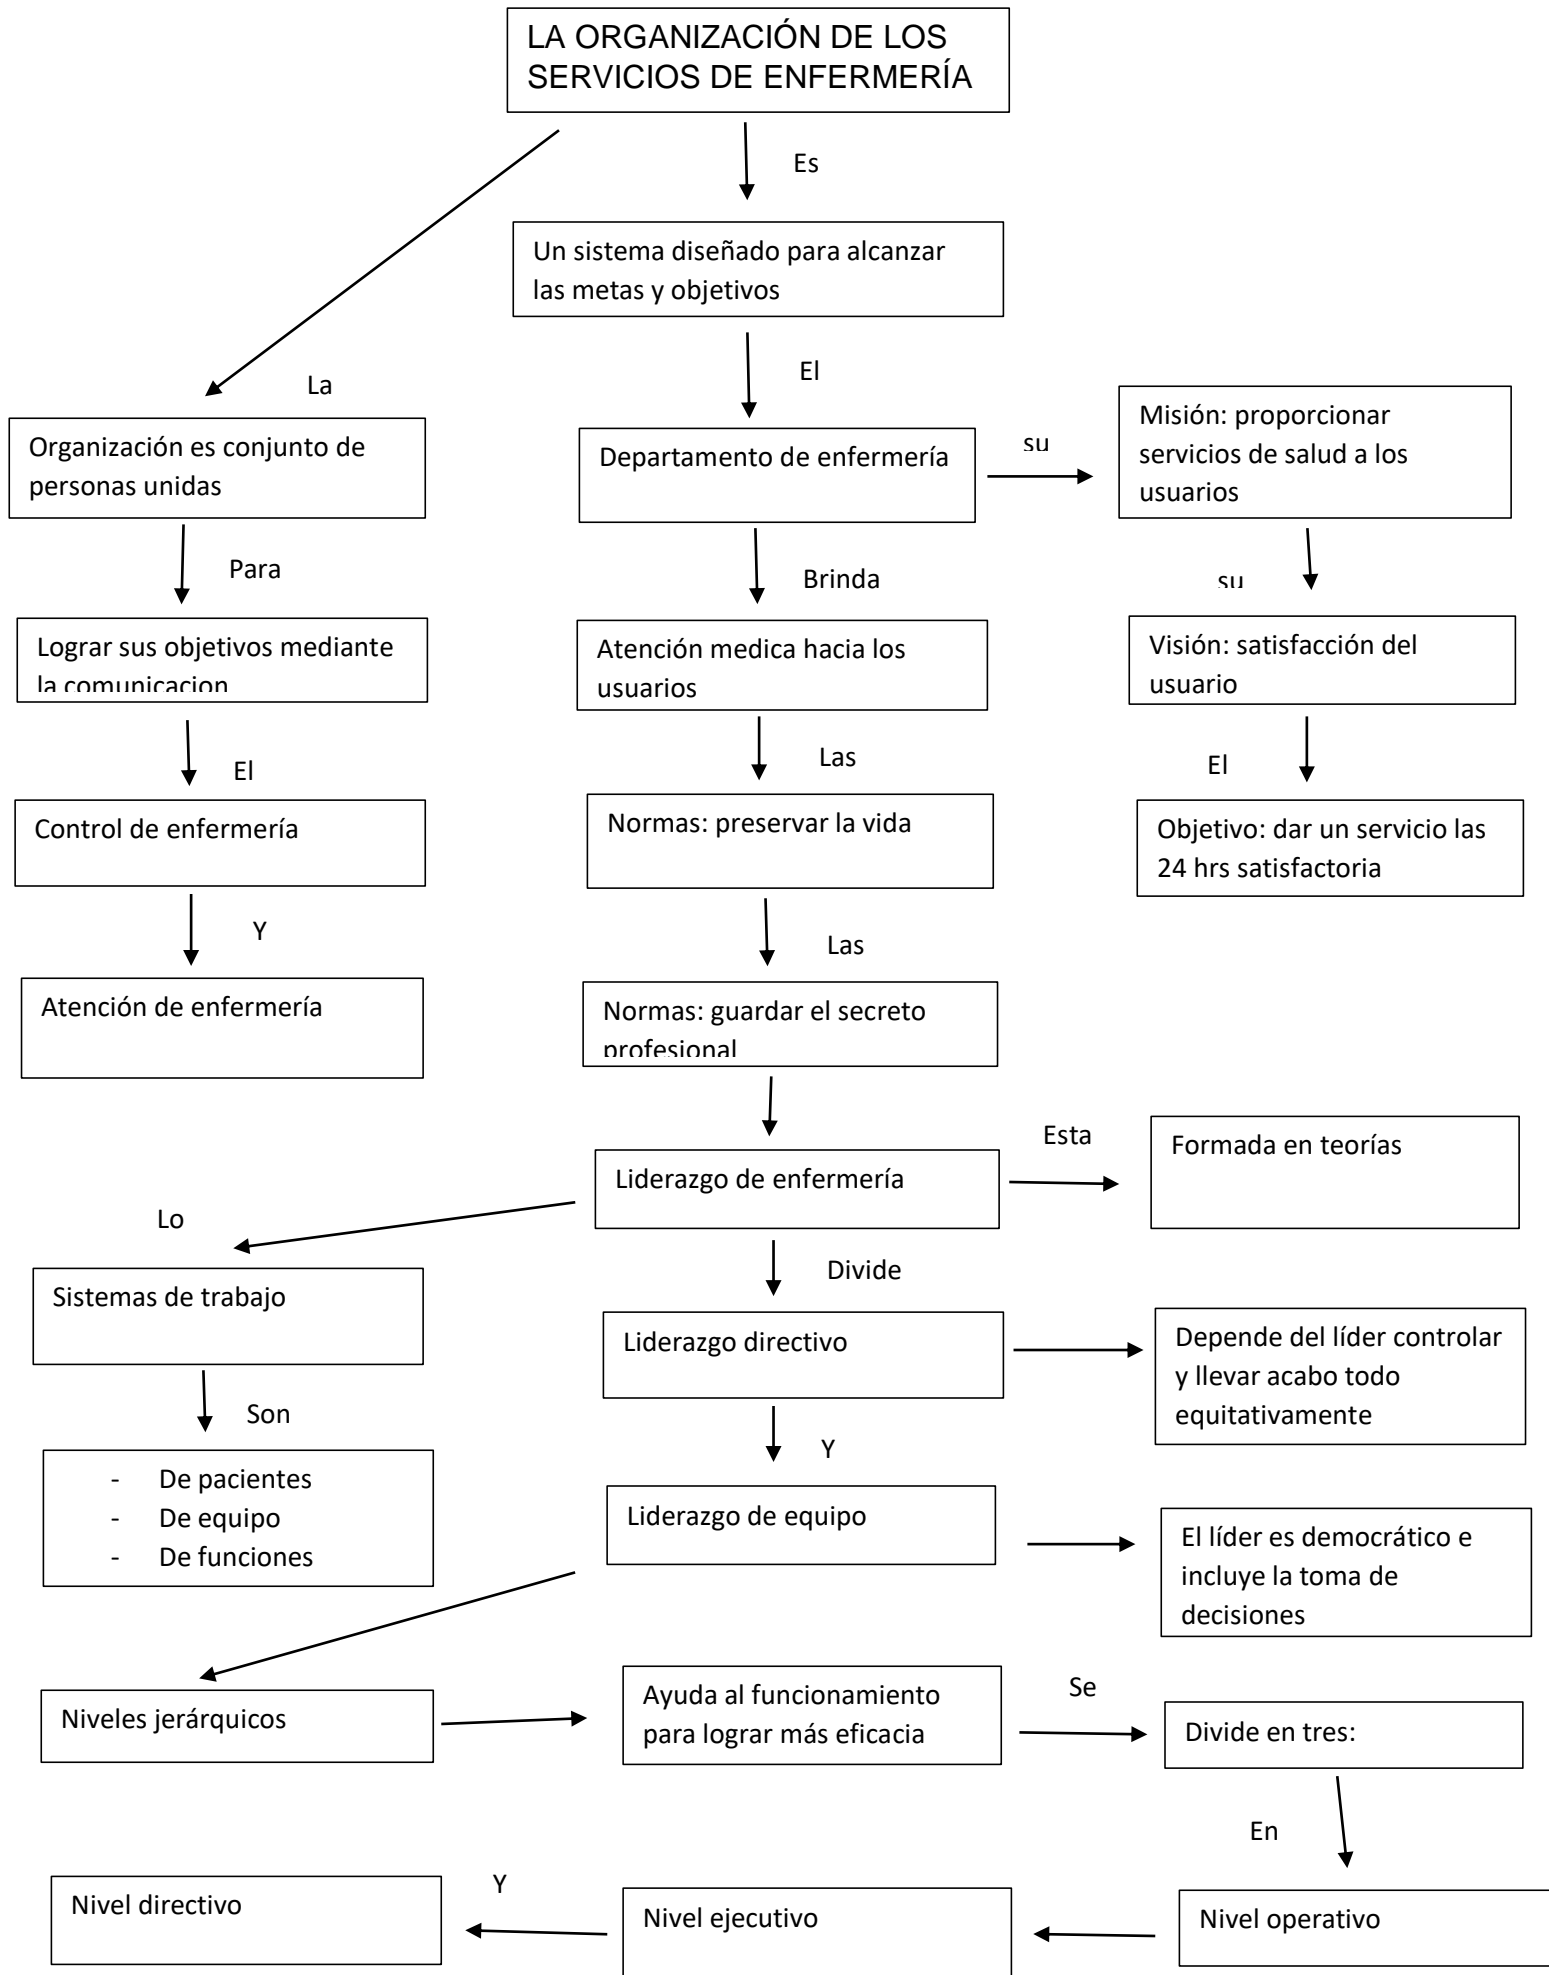 LA ORGANIZACIÓN DE LOS
SERVICIOS DE ENFERMERÍA
Es
Un sistema diseñado para alcanzar
las metas y objetivos
La
El
Organización es conjunto de
personas unidas
Departamento de enfermería
su
Misión: proporcionar
servicios de salud a los
usuarios
Para
Brinda
su
Lograr sus objetivos mediante
la comunicacion
Atención medica hacia los
usuarios
Visión: satisfacción del
usuario
El
Las
El
Control de enfermería
Normas: preservar la vida
Objetivo: dar un servicio las
24 hrs satisfactoria
Y
Las
Atención de enfermería
Normas: guardar el secreto
profesional
Liderazgo de enfermería
Esta
Formada en teorías
Lo
Divide
Sistemas de trabajo
Liderazgo directivo
Depende del líder controlar
y llevar acabo todo
equitativamente
Son
Y
- De pacientes
- De equipo
- De funciones
Liderazgo de equipo
El líder es democrático e
incluye la toma de
decisiones
Niveles jerárquicos
Ayuda al funcionamiento
para lograr más eficacia
Se
Divide en tres:
En
Nivel directivo
Y
Nivel ejecutivo
Nivel operativo